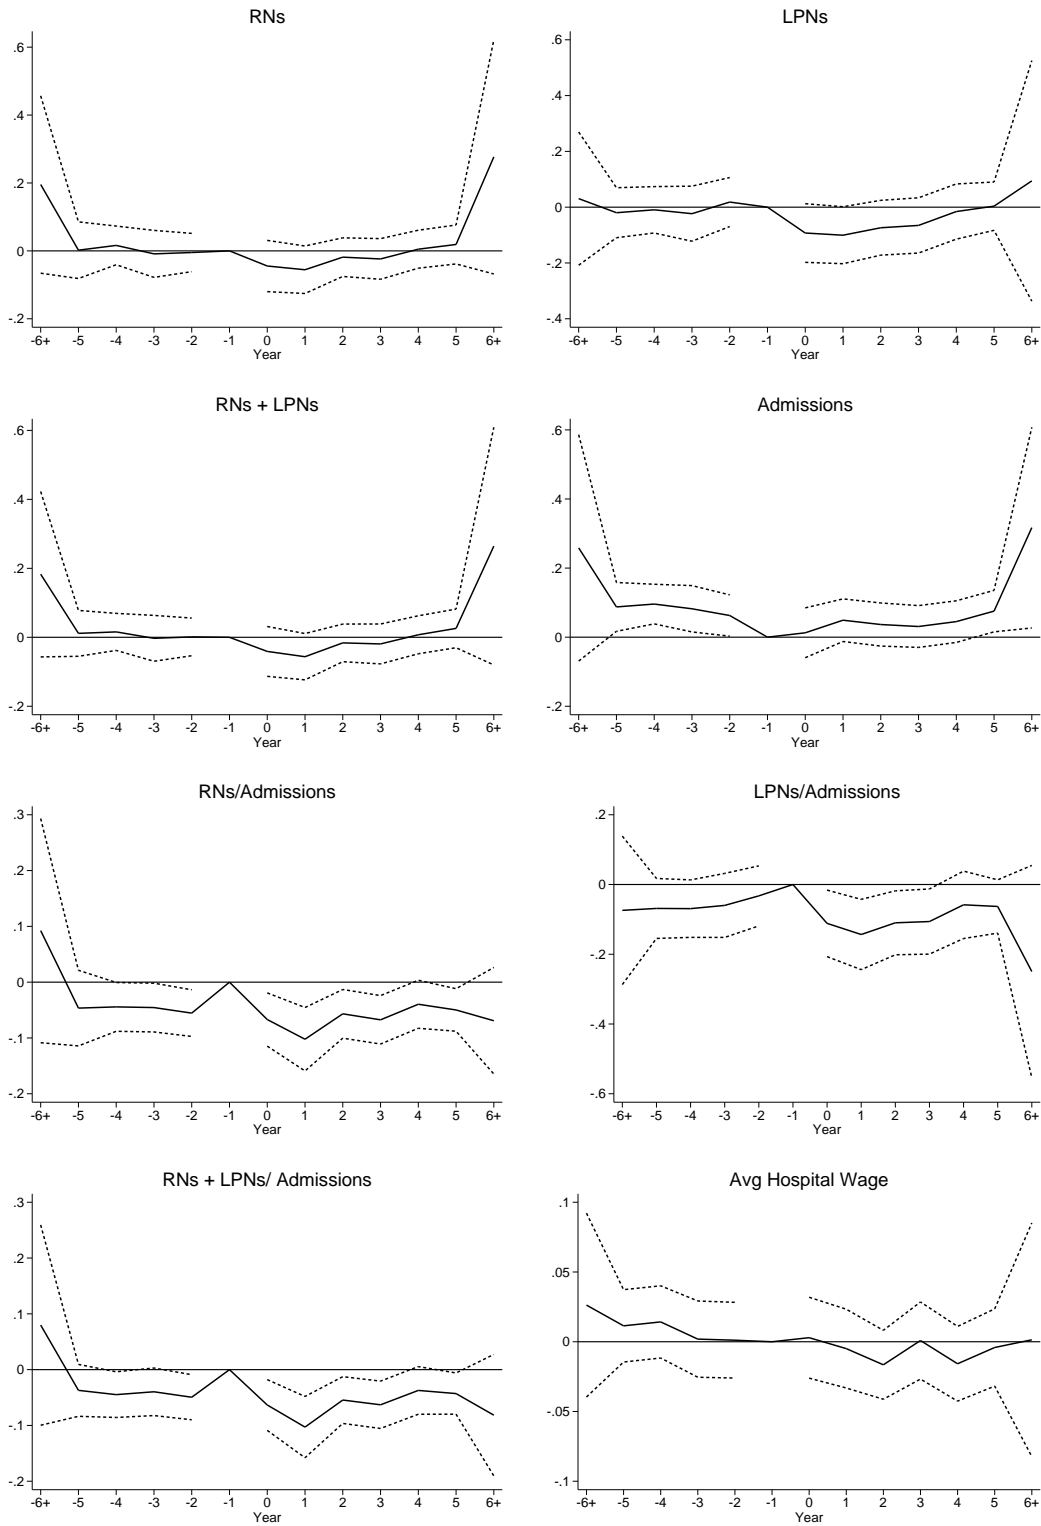 RNs
.6
.4
.2
0
-.2
-6+ -5 -4 -3 -2 -1 0 1 2 3 4 5 6+
Year
LPNs
.6
.4
.2
0
-.2
-.4
-6+ -5 -4 -3 -2 -1 0 1 2 3 4 5 6+
Year
RNs + LPNs
.6
.4
.2
0
-.2
-6+ -5 -4 -3 -2 -1 0 1 2 3 4 5 6+
Year
Admissions
.6
.4
.2
0
-.2
-6+ -5 -4 -3 -2 -1 0 1 2 3 4 5 6+
Year
RNs/Admissions
.3
.2
.1
0
-.1
-.2
-6+ -5 -4 -3 -2 -1 0 1 2 3 4 5 6+
Year
LPNs/Admissions
.2
0
-.2
-.4
-.6
-6+ -5 -4 -3 -2 -1 0 1 2 3 4 5 6+
Year
RNs + LPNs/ Admissions
.3
.2
.1
0
-.1
-.2
-6+ -5 -4 -3 -2 -1 0 1 2 3 4 5 6+
Year
Avg Hospital Wage
.1
.05
0
-.05
-.1
-6+ -5 -4 -3 -2 -1 0 1 2 3 4 5 6+
Year